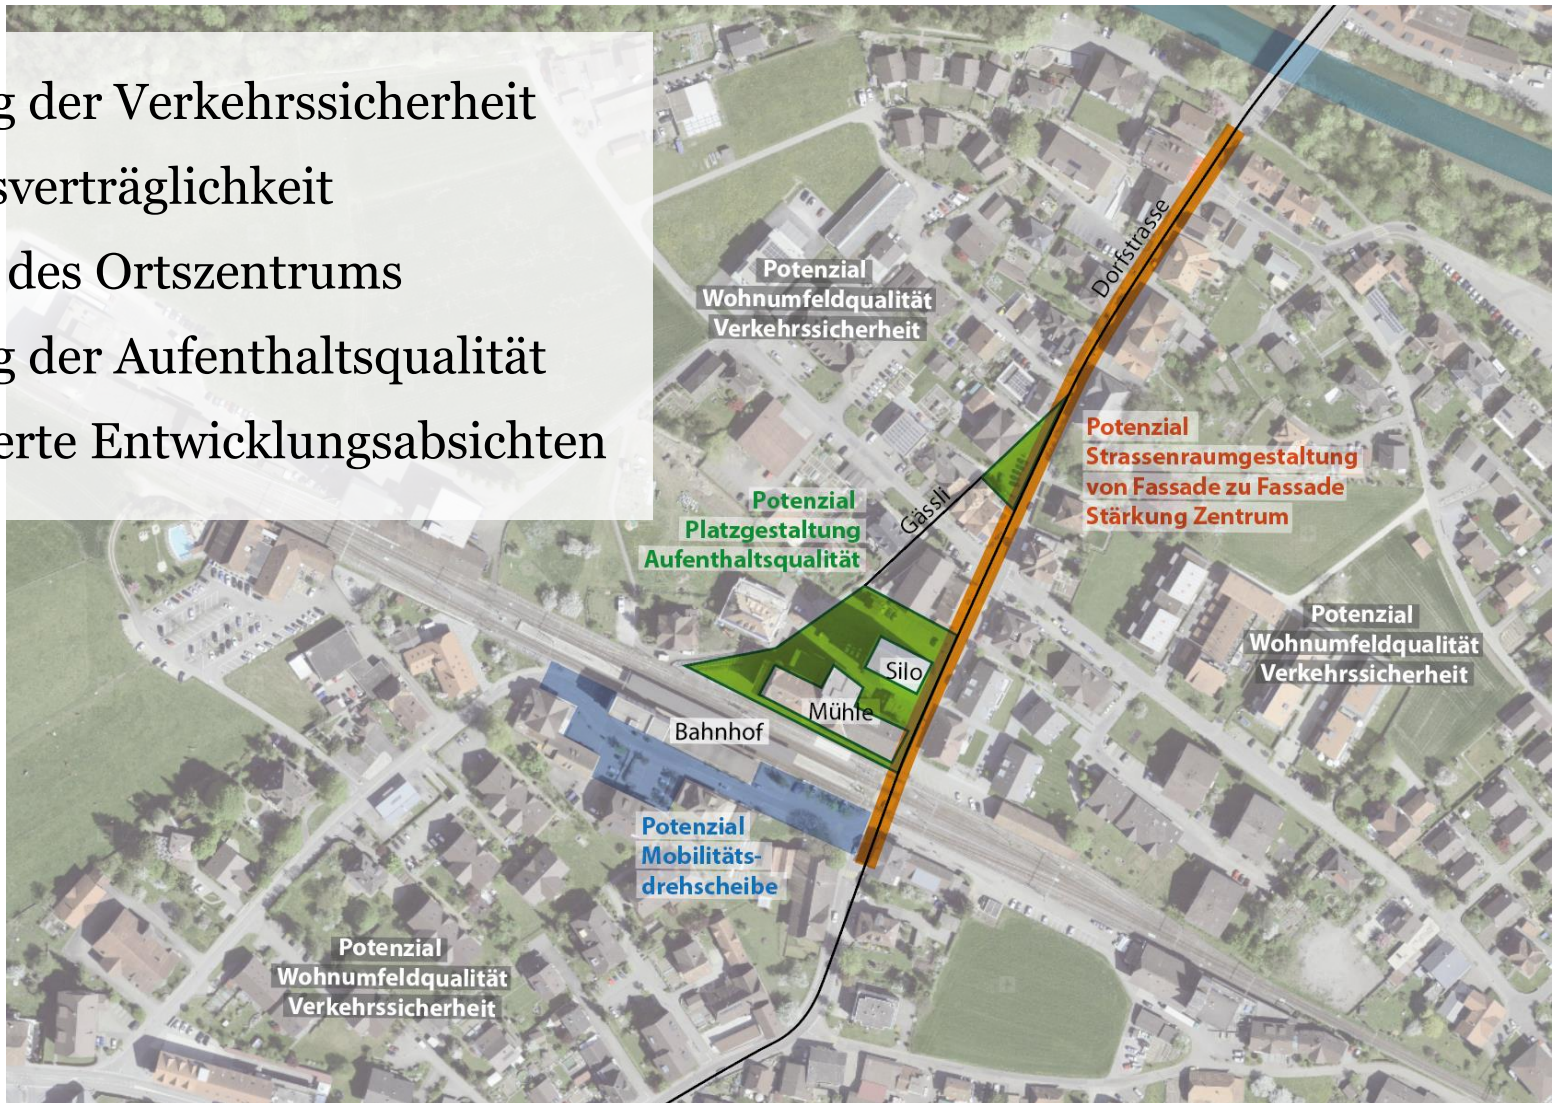 g der Verkehrssicherheit
sverträglichkeit
des Ortszentrums
g der Aufenthaltsqualität
erte Entwicklungsabsichten
Dorfstrasse
Potenzial
Wohnumfeldqualität
Verkehrssicherheit
Potenzial
Strassenraumgestaltung
von Fassade zu Fassade
Stärkung Zentrum
Gässli
Potenzial
Platzgestaltung
Aufenthaltsqualität
Potenzial
Wohnumfeldqualität
Verkehrssicherheit
Silo
Mühle
Bahnhof
Potenzial
Mobilitäts-
drehscheibe
Potenzial
Wohnumfeldqualität
Verkehrssicherheit